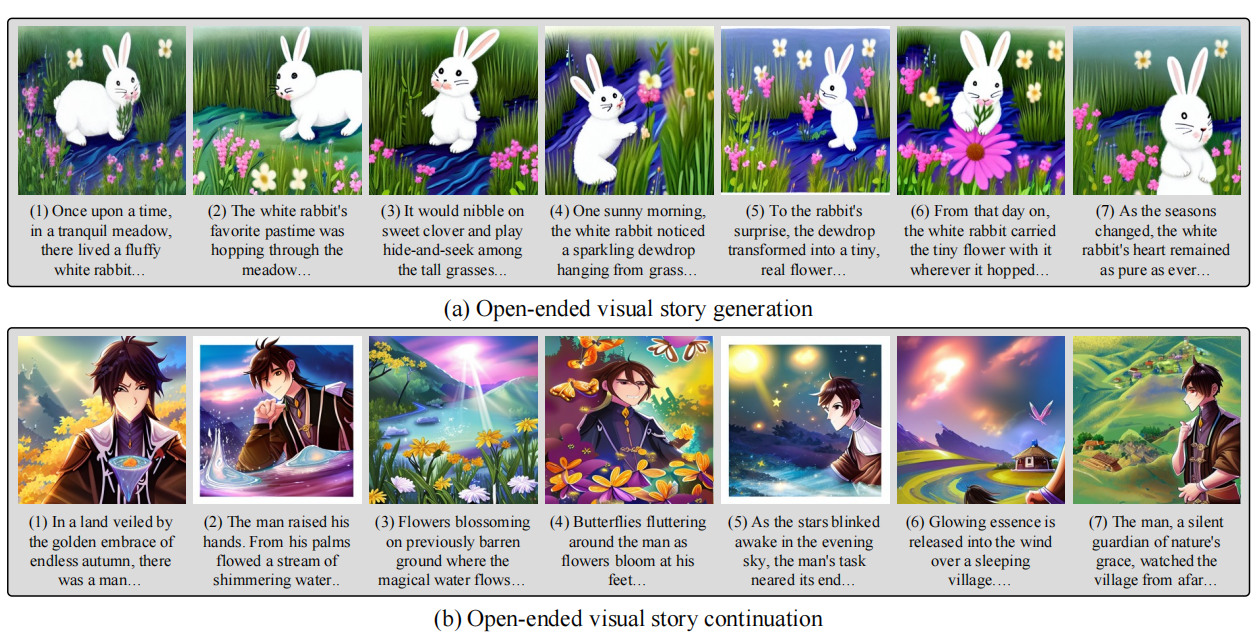 (1) Once upon a time,
in a tranquil meadow,
there lived a fluffy
white rabbit…
(2) The white rabbit's
favorite pastime was
hopping through the
meadow…
(3) It would nibble on
sweet clover and play
hide-and-seek among
the tall grasses...
(4) One sunny morning,
the white rabbit noticed
a sparkling dewdrop
hanging from grass…
(5) To the rabbit's
surprise, the dewdrop
transformed into a tiny,
real flower…
(6) From that day on,
the white rabbit carried
the tiny flower with it
wherever it hopped…
(7) As the seasons
changed, the white
rabbit's heart remained
as pure as ever…
(a) Open-ended visual story generation
(1) In a land veiled by
the golden embrace of
endless autumn, there
was a man…
(2) The man raised his
hands. From his palms
flowed a stream of
shimmering water..
(3) Flowers blossoming
on previously barren
ground where the
magical water flows…
(4) Butterflies fluttering
around the man as
flowers bloom at his
feet…
(5) As the stars blinked
awake in the evening
sky, the man's task
neared its end…
(6) Glowing essence is
released into the wind
over a sleeping
village.…
(7) The man, a silent
guardian of nature's
grace, watched the
village from afar…
(b) Open-ended visual story continuation